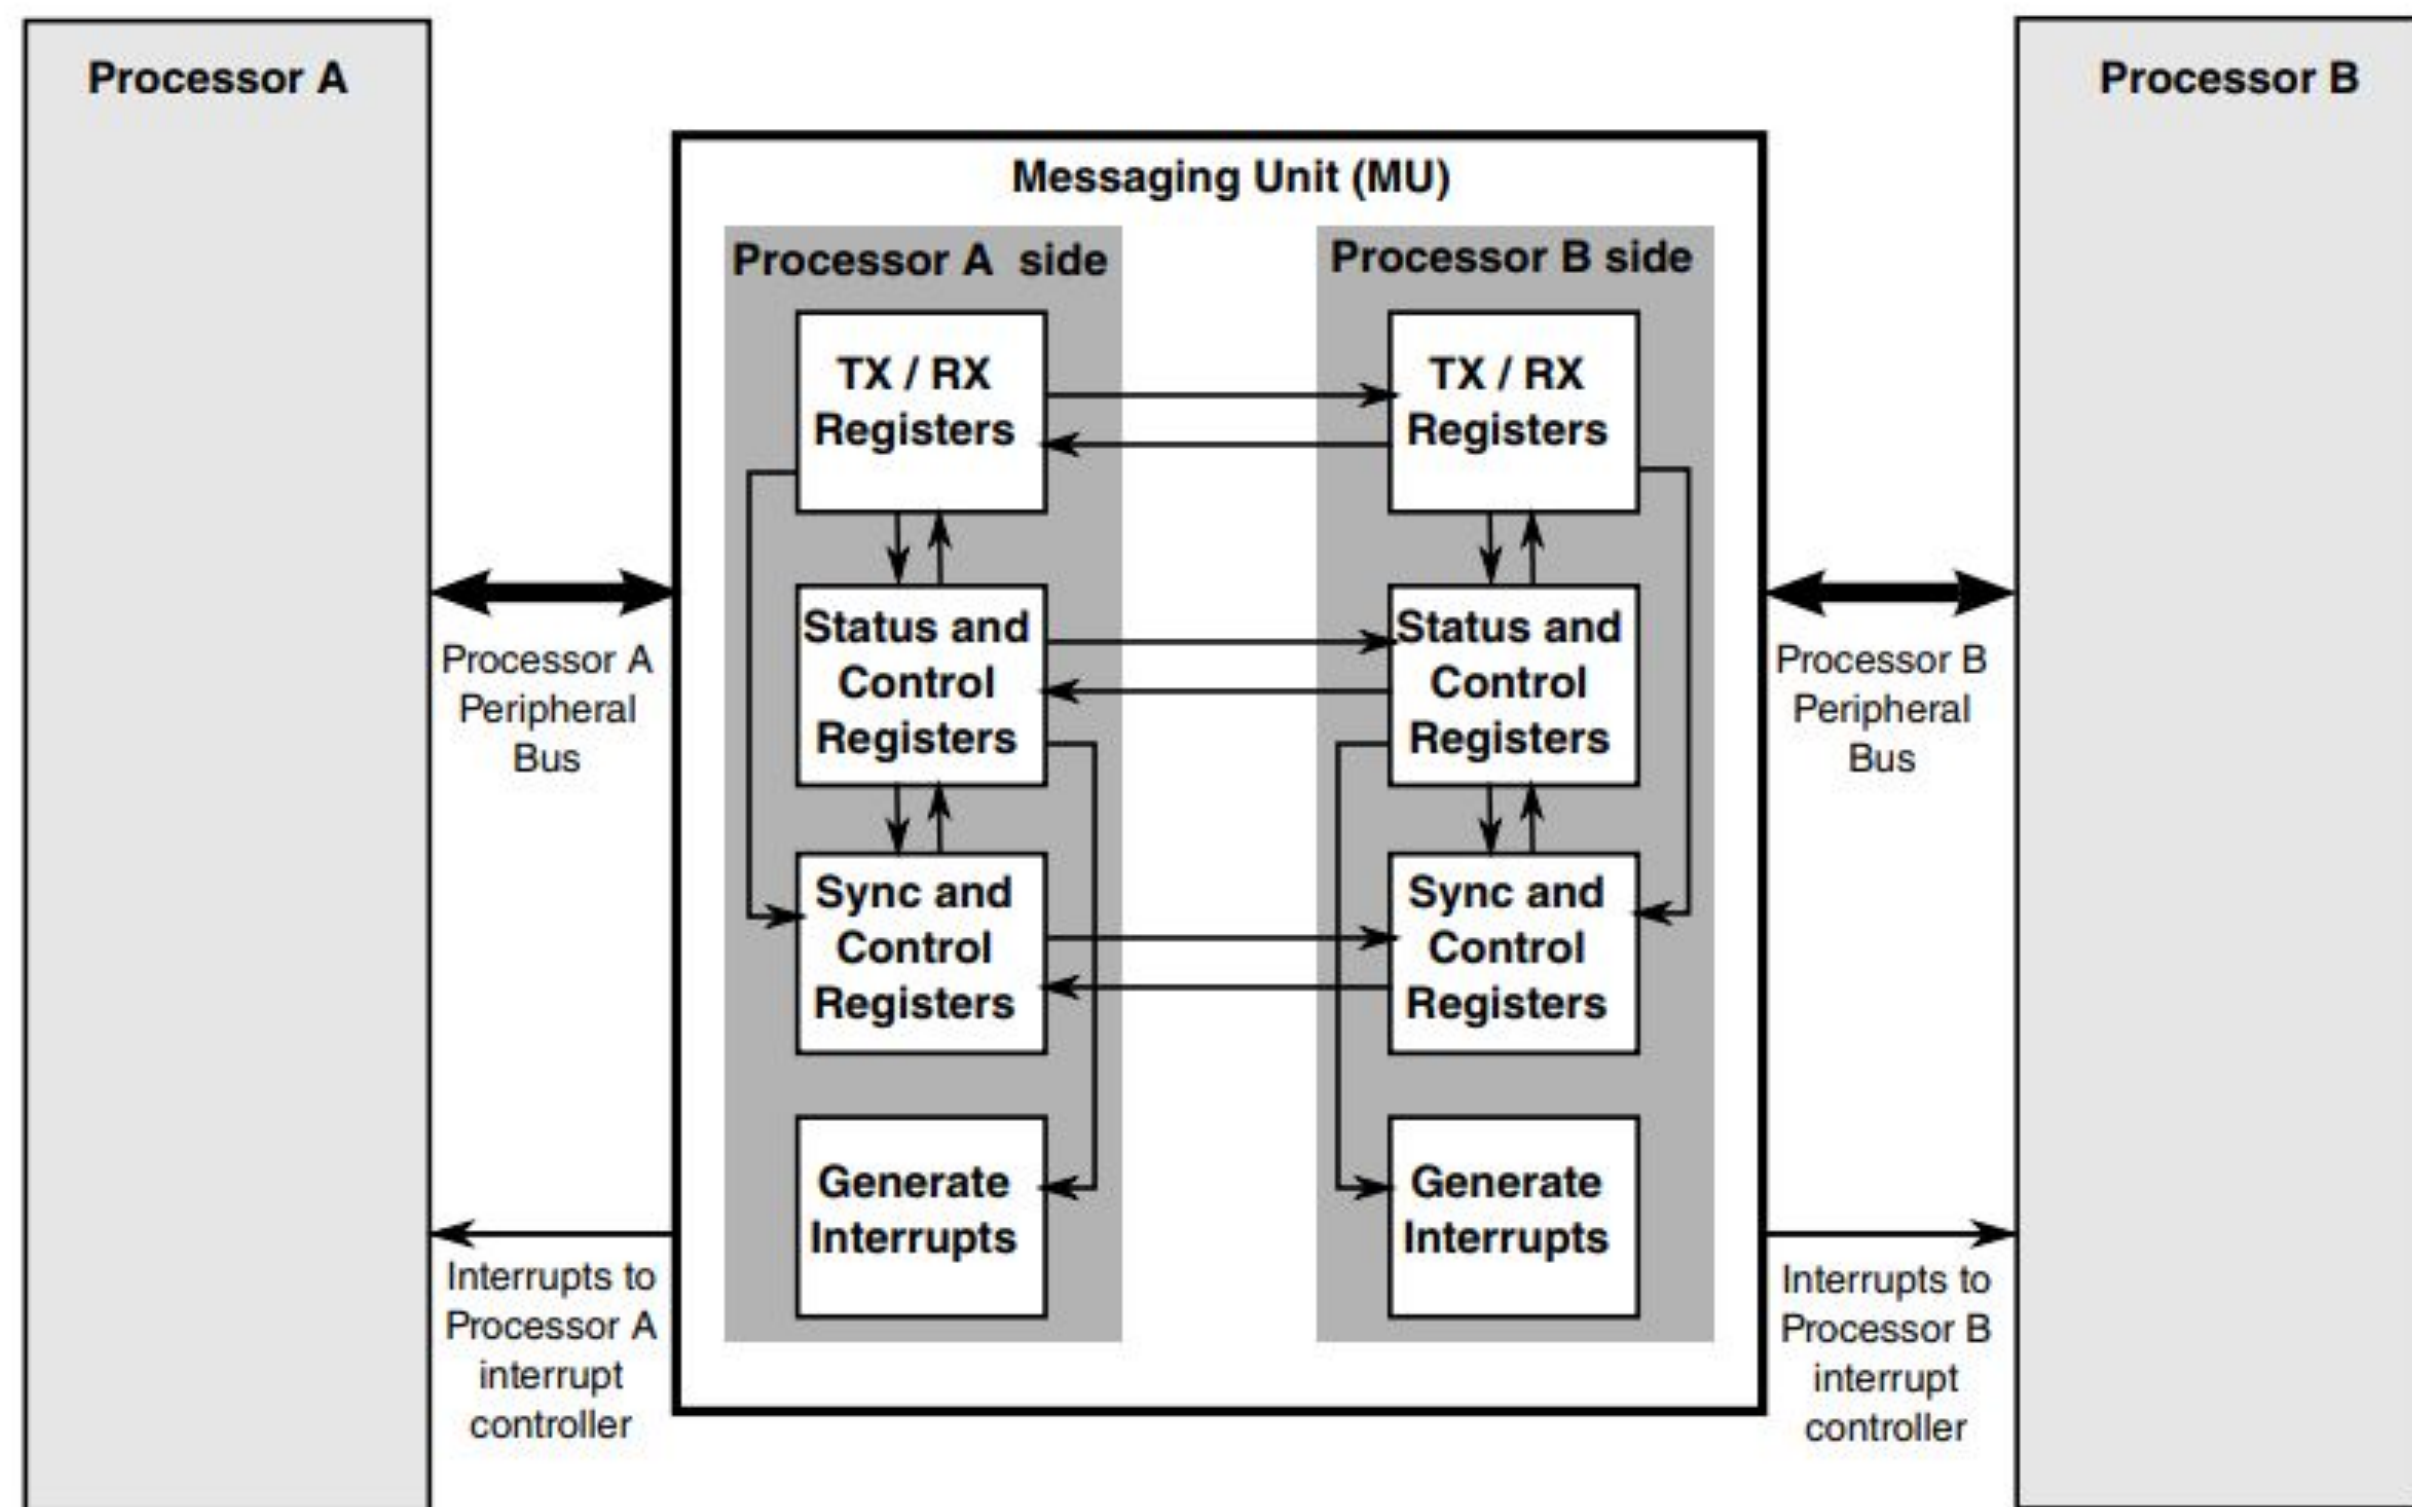 Processor A
Processor B
Messaging Unit (MU)
Processor A side
Processor B side
TX / RX
Registers
TX / RX
Registers
Status and
Control
Registers
Status and
Control
Registers
Processor A
Peripheral
Bus
Processor B
Peripheral
Bus
Sync and
Control
Registers
Sync and
Control
Registers
Generate
Interrupts
Generate
Interrupts
Interrupts to
Processor A
interrupt
controller
Interrupts to
Processor B
interrupt
controller